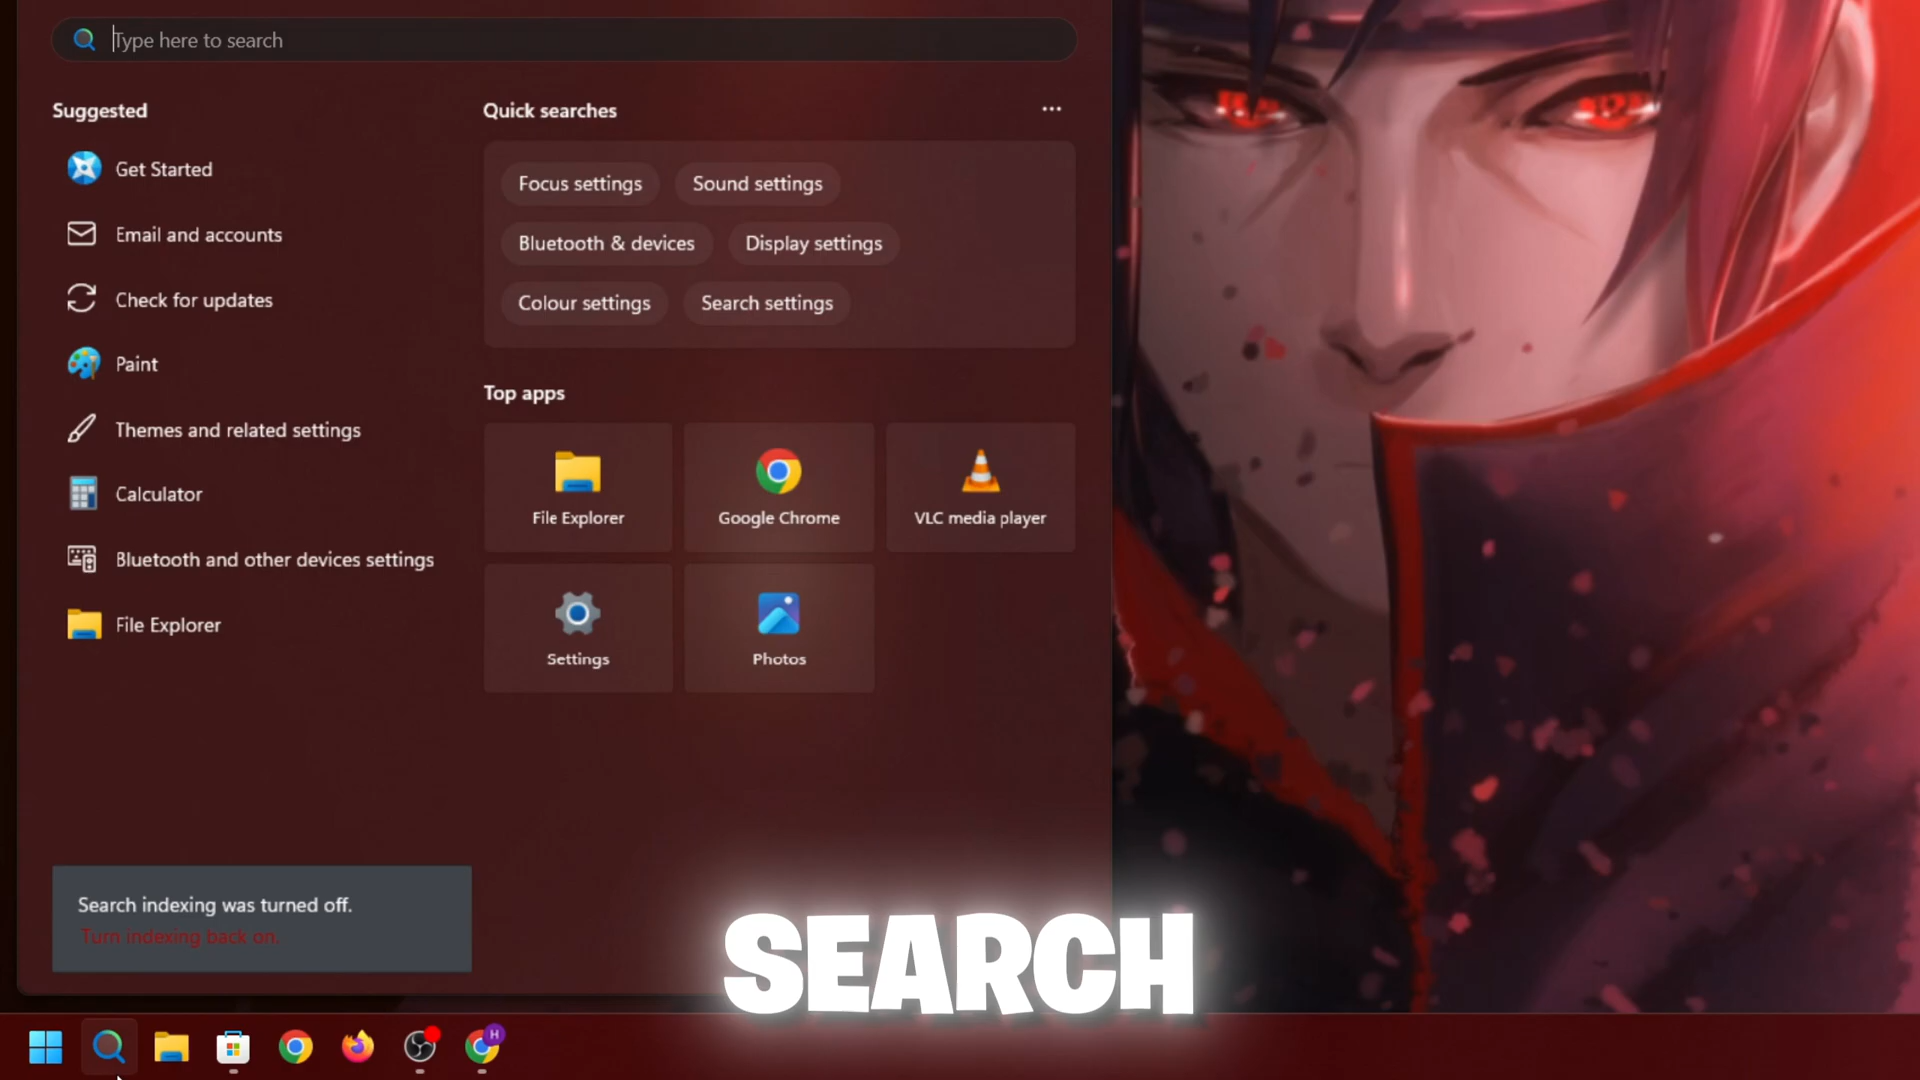 Type here to search
Suggested
Get Started
Email and accounts
Check for updates
Paint
Themes and related settings
Calculator
Bluetooth and other devices settings
File Explorer
Quick searches
Focus settings
Sound settings
Bluetooth & devices
Display settings
Colour settings
Search settings
Top apps
File Explorer
Google Chrome
VLC media player
Settings
Photos
Search indexing was turned off.
Turn indexing back on.
SEARCH
H